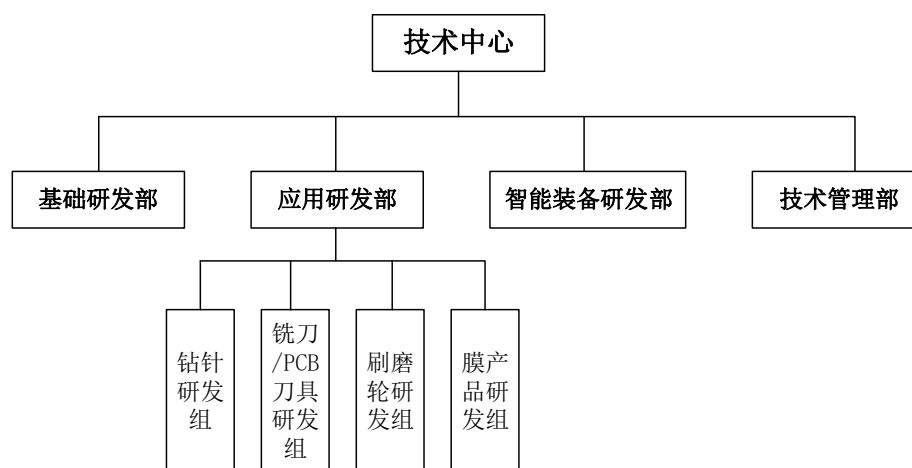 技术中心
基础研发部
应用研发部
智能装备研发部
技术管理部
钻针
研发
组
铣刀
/PCB
刀具
研发
组
刷磨
轮研
发组
膜产
品研
发组